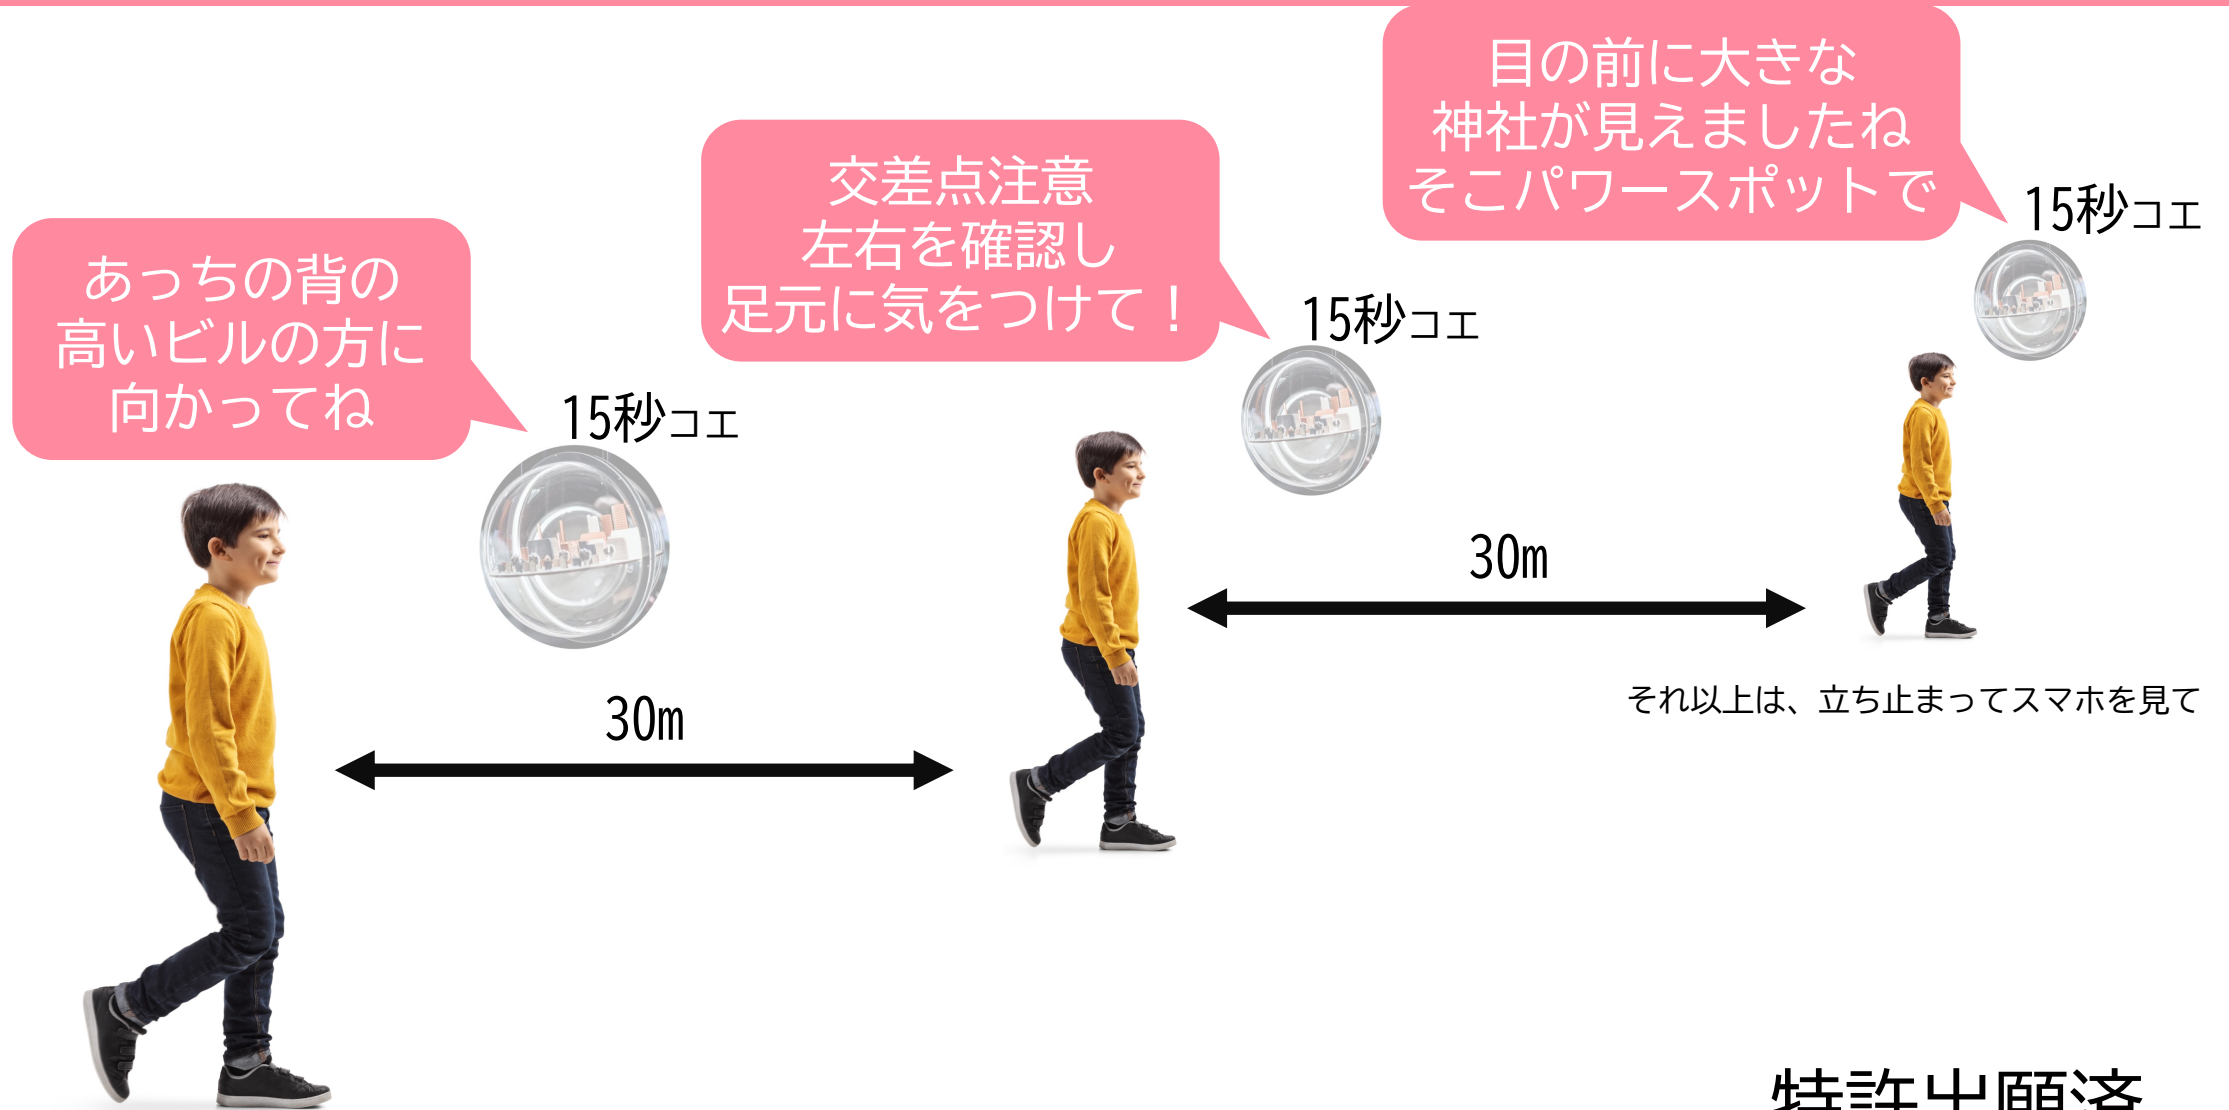 あっちの背の
高いビルの方に
向かってね
15秒コエ
30m
交差点注意
左右を確認し
足元に気をつけて！
15秒コエ
30m
目の前に大きな
神社が見えましたね
そこパワースポットで
15秒コエ
それ以上は、立ち止まってスマホを見て
特許出願済